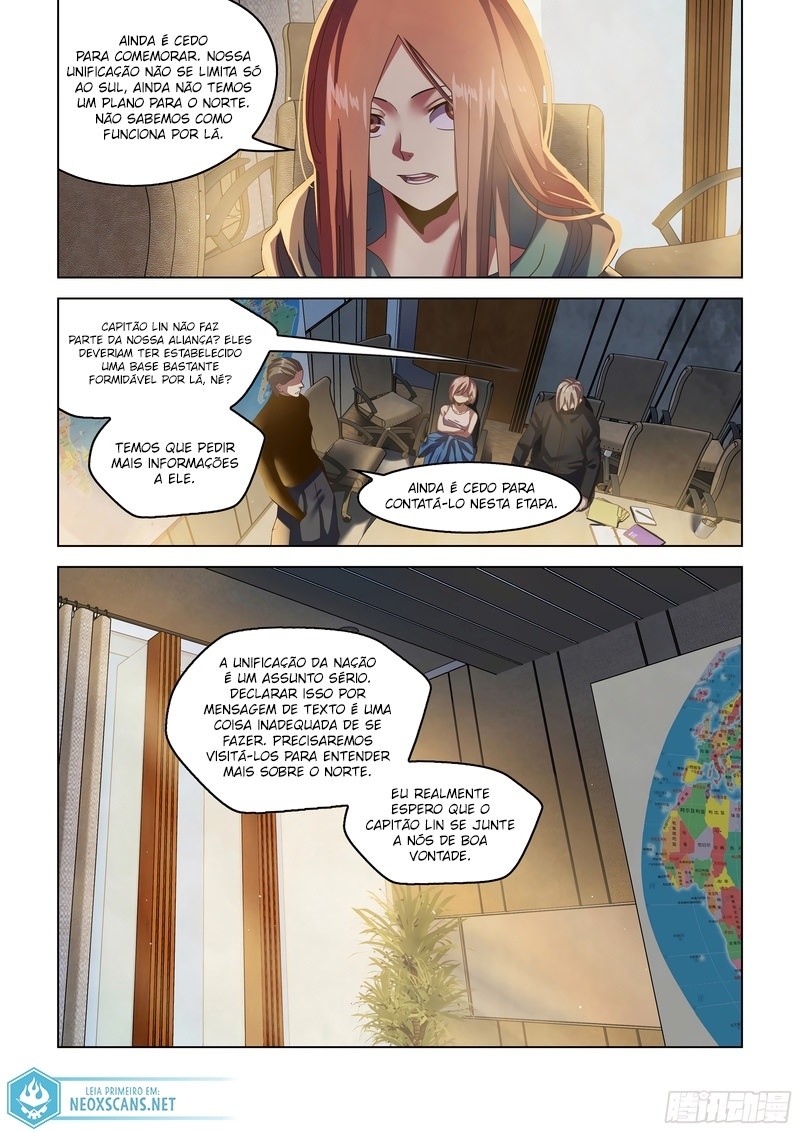 AINDA É CEDO
PARA COMEMORAR. NOSSA
UNIFICAÇÃO NÃO SE LIMITA SÓ
AO SUL, AINDA NÃO TEMOS
UM PLANO PARA O NORTE.
NÃO SABEMOS COMO
FUNCIONA POR LÁ.
CAPITÃO LIN NÃO FAZ
PARTE DA NOSSA ALIANÇA? ELES
DEVERIAM TER ESTABELECIDO
UMA BASE BASTANTE
FORMIDÁVEL POR LÁ, NÉ?
TEMOS QUE PEDIR
MAIS INFORMAÇÕES
A ELE.
AINDA É CEDO PARA
CONTATÁ-LO NESTA ETAPA.
A UNIFICAÇÃO DA NAÇÃO
É UM ASSUNTO SÉRIO.
DECLARAR ISSO POR
MENSAGEM DE TEXTO É UMA
COISA INADEQUADA DE SE
FAZER. PRECISAREMOS
VISITÁ-LOS PARA ENTENDER
MAIS SOBRE O NORTE.
EU REALMENTE
ESPERO QUE O
CAPITÃO LIN SE JUNTE
A NÓS DE BOA
VONTADE.
LEIA PRIMEIRO EM:
NEOXSCANS.NET
腾讯动漫